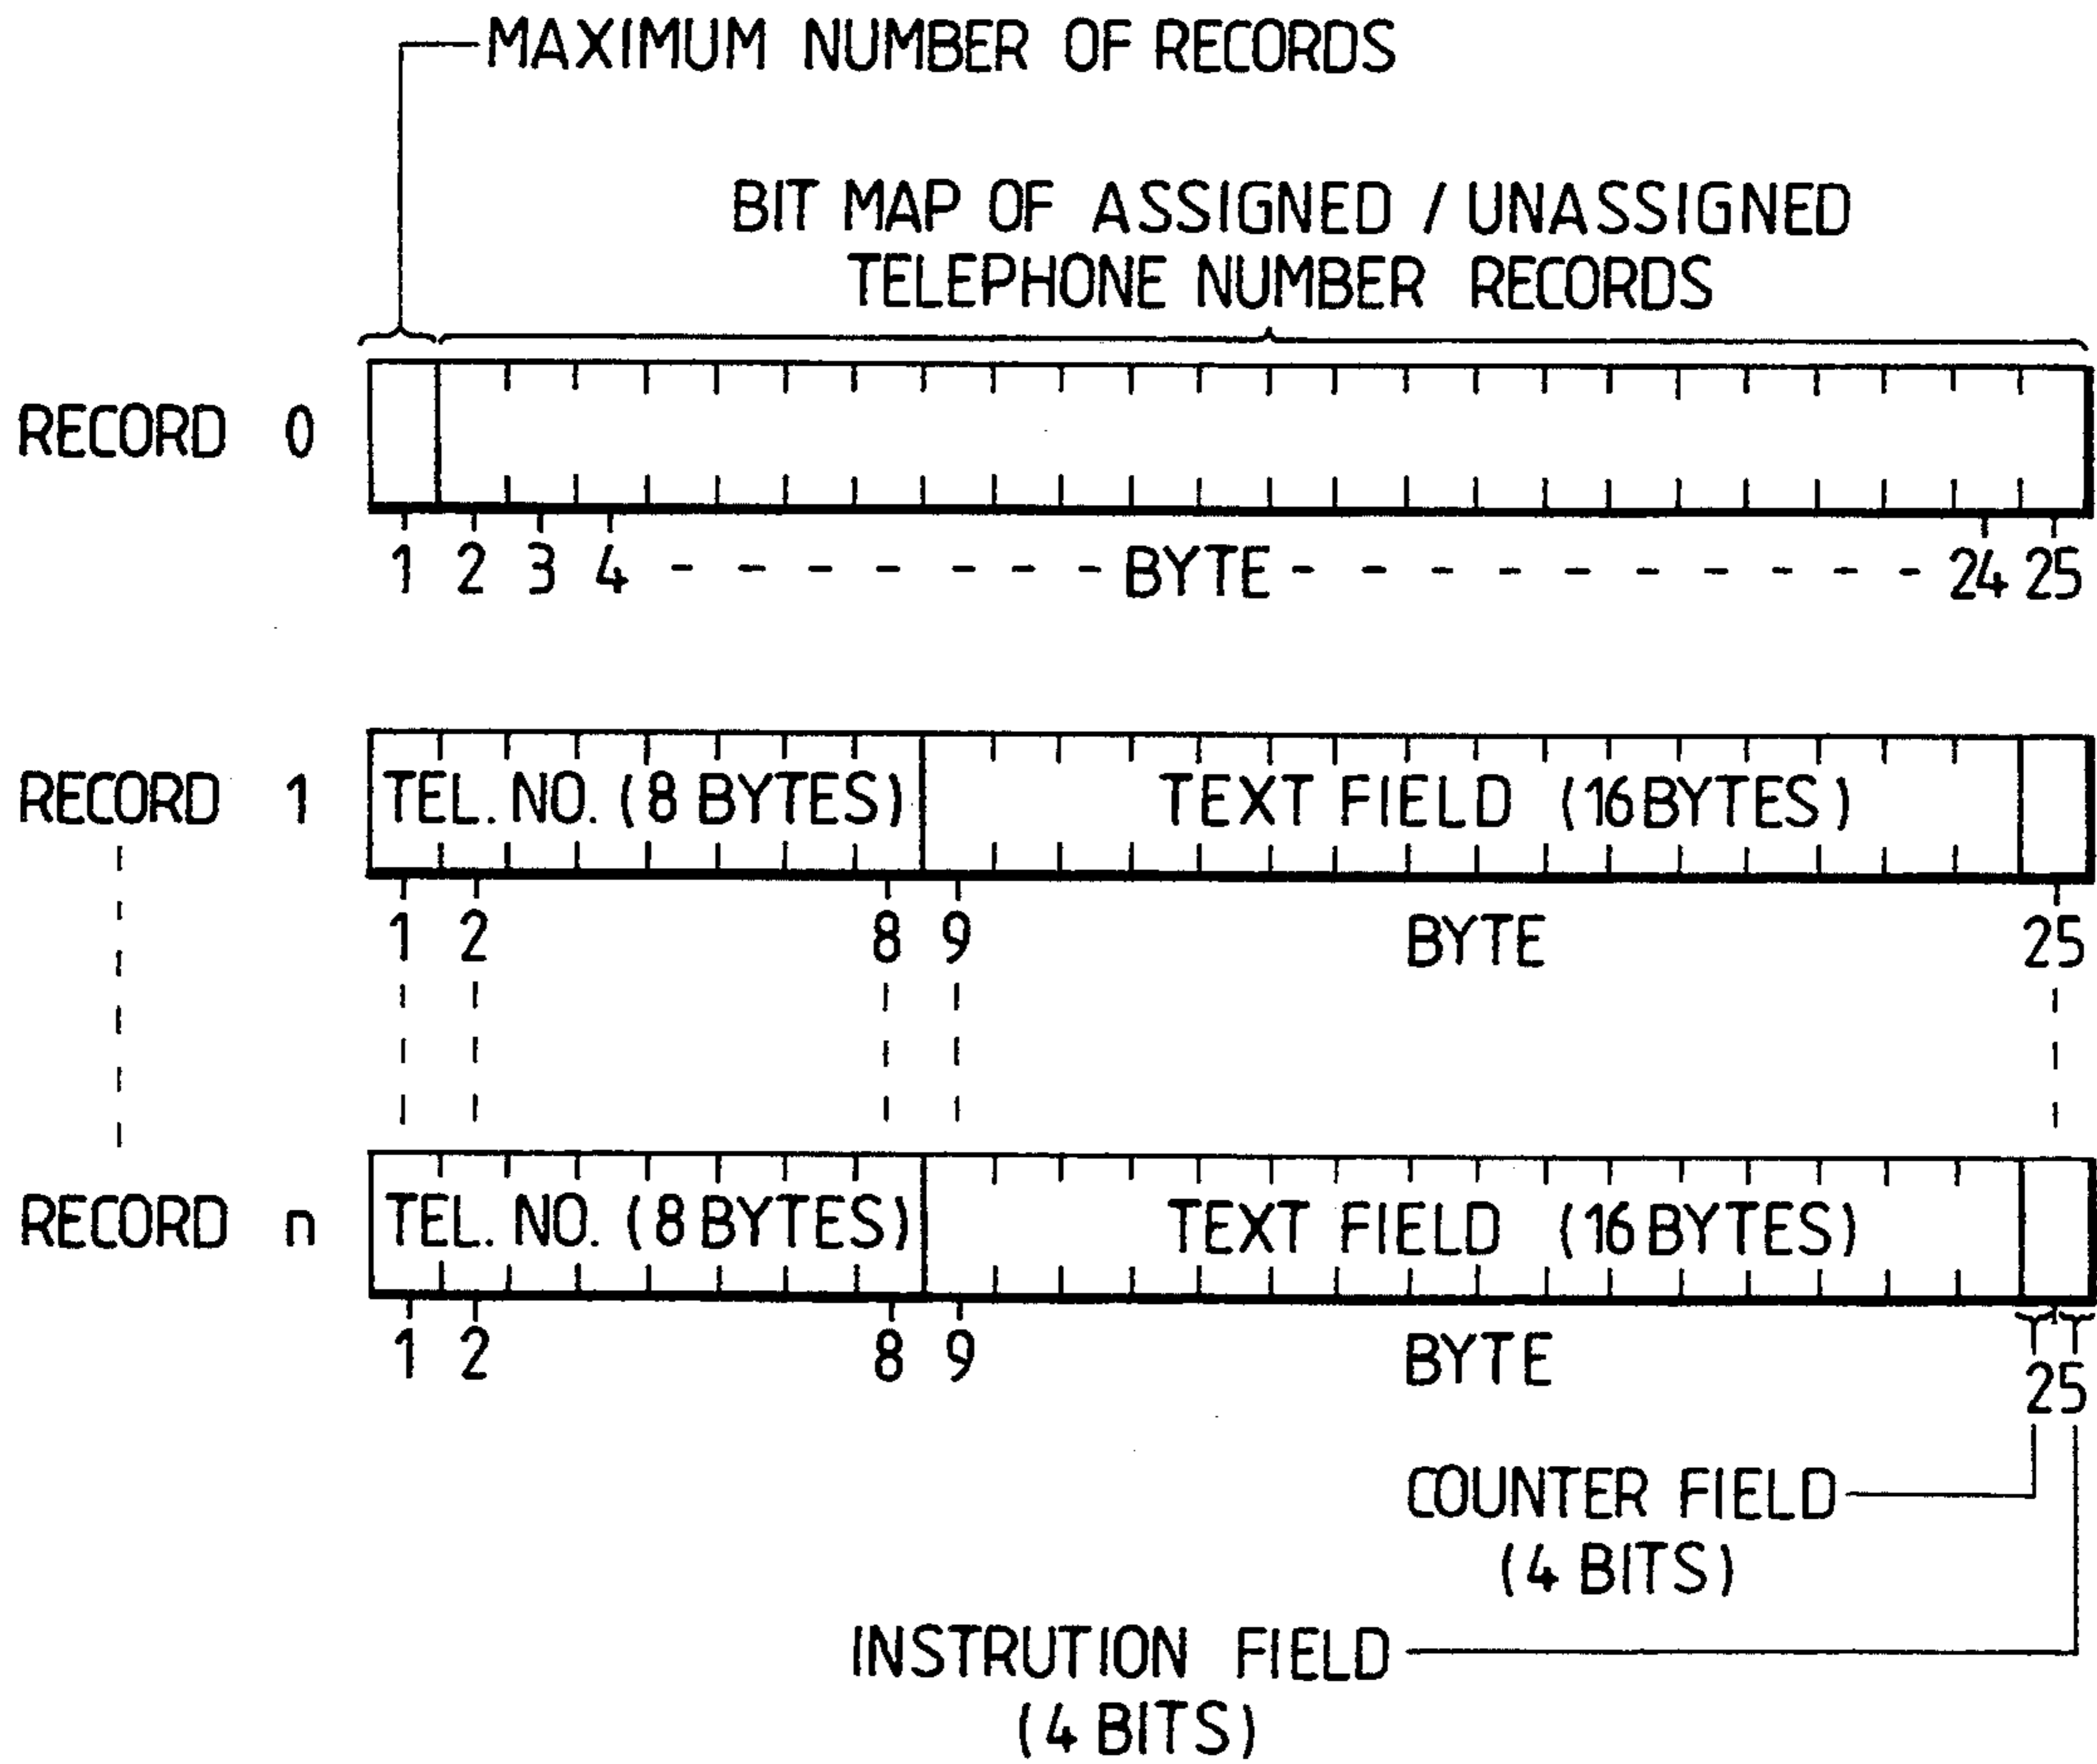 MAXIMUM NUMBER OF RECORDS
BIT MAP OF ASSIGNED / UNASSIGNED
TELEPHONE NUMBER RECORDS
RECORD 0
1 2 3 4 - - - - - - - BYTE - - - - - - - - - - 24 25
RECORD 1 TEL. NO. (8 BYTES) TEXT FIELD (16 BYTES)
1 2 8 9 BYTE 25
RECORD n TEL. NO. (8 BYTES) TEXT FIELD (16 BYTES)
1 2 8 9 BYTE 25
COUNTER FIELD
(4 BITS)
INSTRUTION FIELD
(4 BITS)